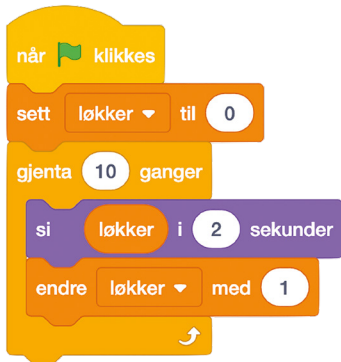 når klikkes
sett løkker til 0
gjenta 10 ganger
si løkker i 2 sekunder
endre løkker med 1